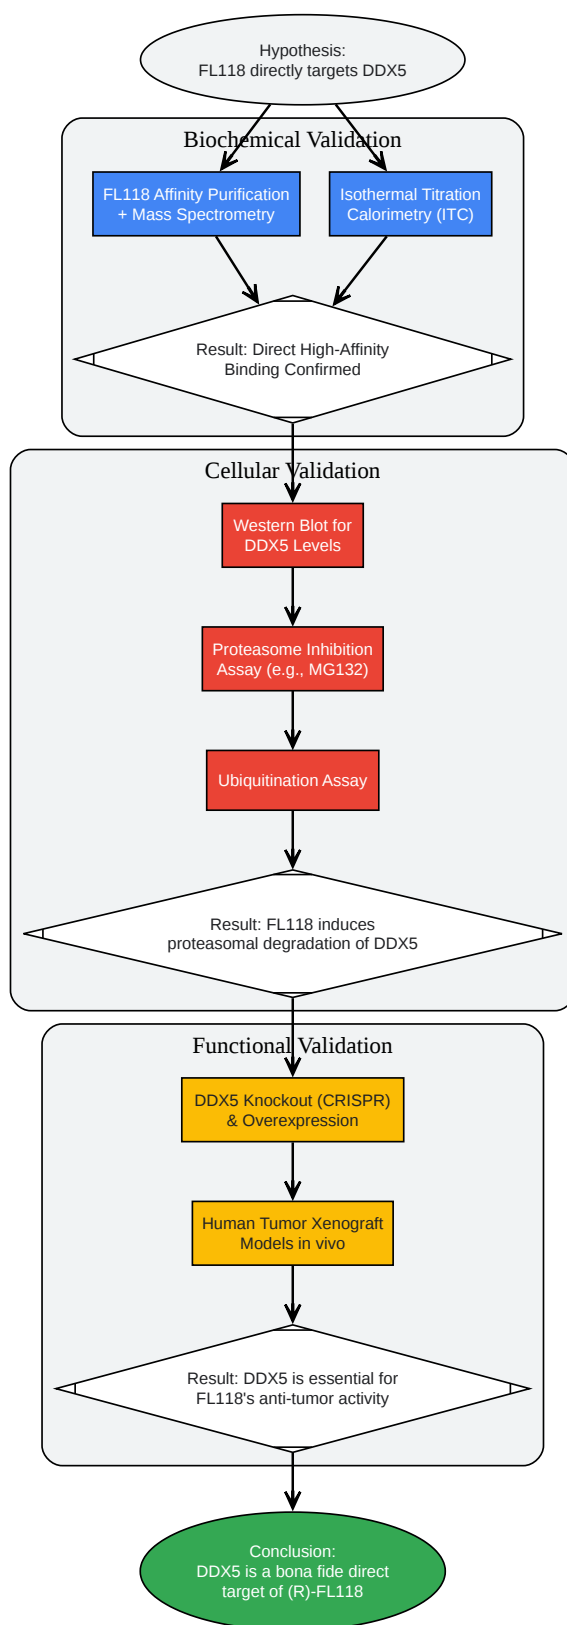 Hypothesis:
FL118 directly targets DDX5
Biochemical Validation
FL118 Affinity Purification
+ Mass Spectrometry
Isothermal Titration
Calorimetry (ITC)
Result: Direct High-Affinity
Binding Confirmed
Cellular Validation
Western Blot for
DDX5 Levels
Proteasome Inhibition
Assay (e.g., MG132)
Ubiquitination Assay
Result: FL118 induces
proteasomal degradation of DDX5
Functional Validation
DDX5 Knockout (CRISPR)
& Overexpression
Human Tumor Xenograft
Models in vivo
Result: DDX5 is essential for
FL118's anti-tumor activity
Conclusion:
DDX5 is a bona fide direct
target of (R)-FL118